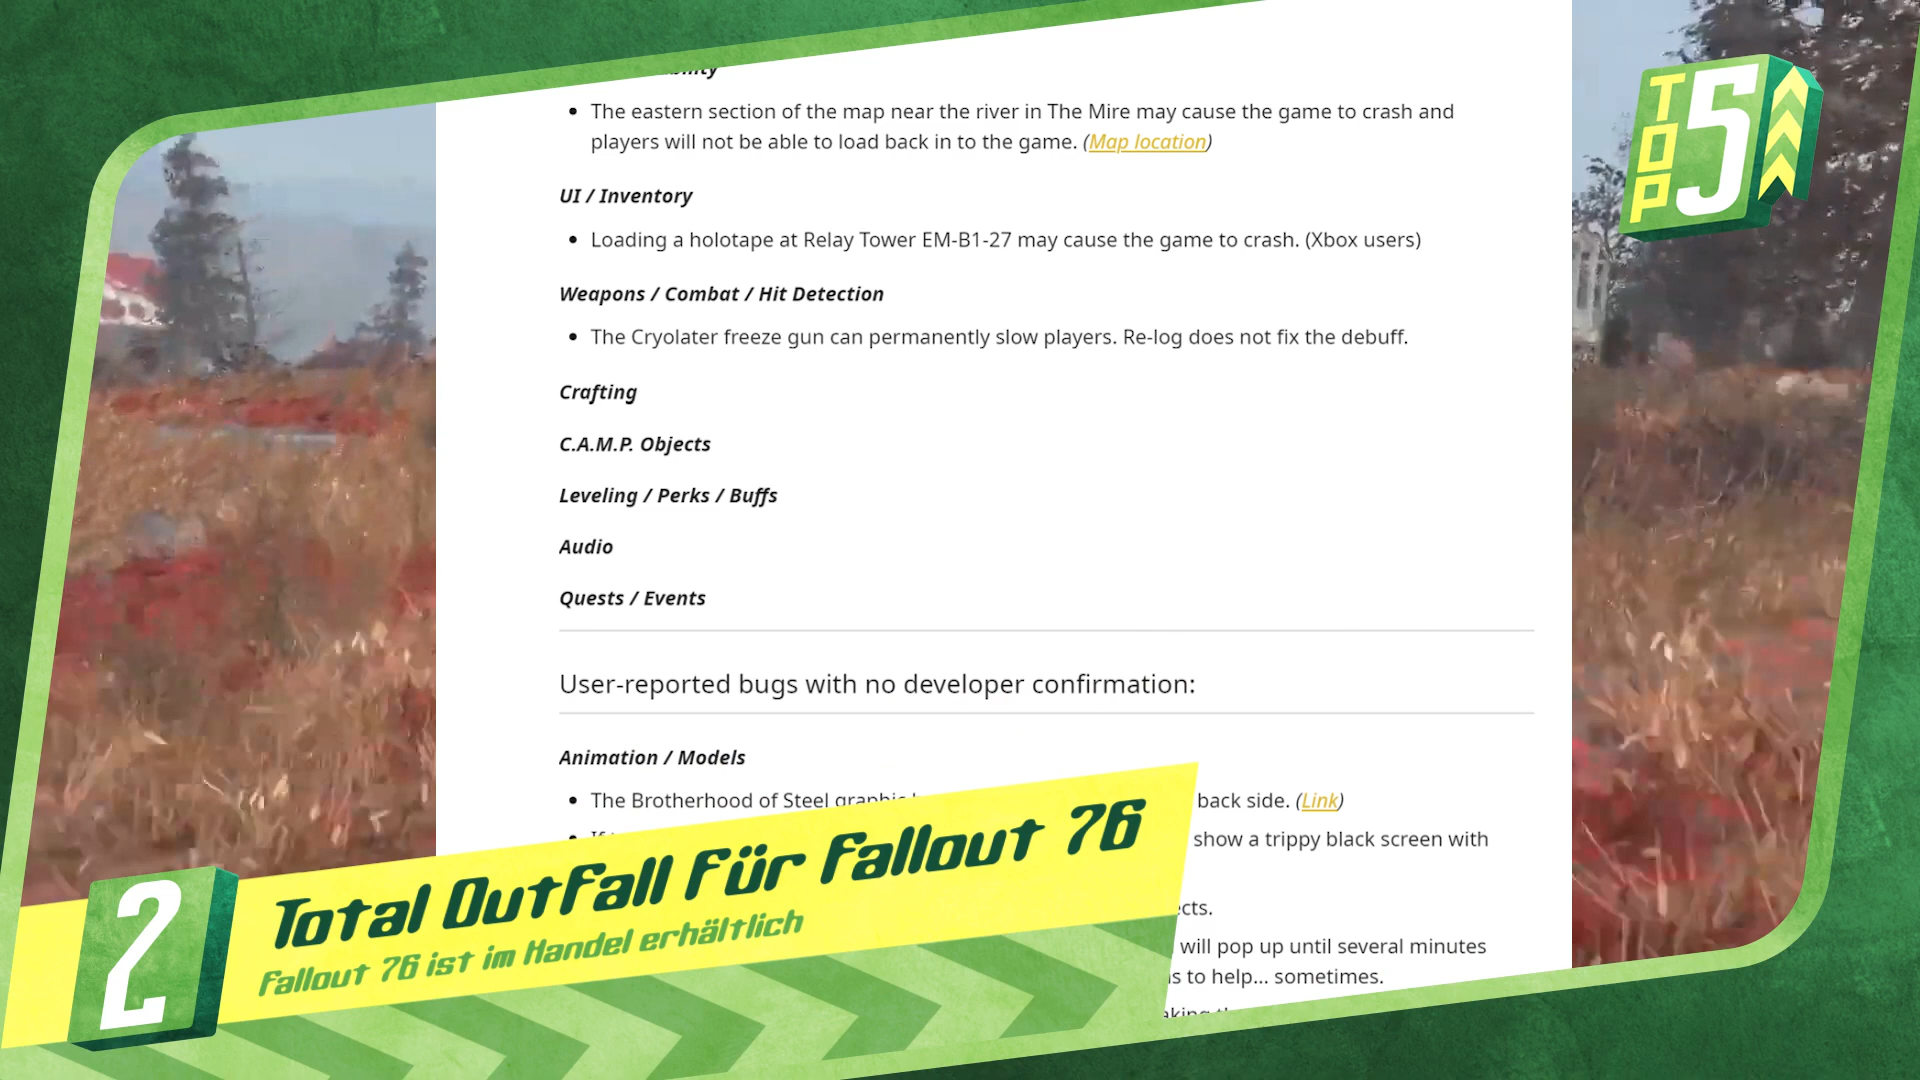 The eastern section of the map near the river in The Mire may cause the game to crash and
players will not be able to load back in to the game. (Map location)
TOP 5
UI / Inventory
Loading a holotape at Relay Tower EM-B1-27 may cause the game to crash. (Xbox users)
Weapons / Combat / Hit Detection
The Cryolater freeze gun can permanently slow players. Re-log does not fix the debuff.
Crafting
C.A.M.P. Objects
Leveling / Perks / Buffs
Audio
Quests / Events
User-reported bugs with no developer confirmation:
Animation / Models
The Brotherhood of Steel graphic back side. (Link)
If show a trippy black screen with
will pop up until several minutes
to help... sometimes.
2
Total Outfall für Fallout 76
Fallout 76 ist im Handel erhältlich